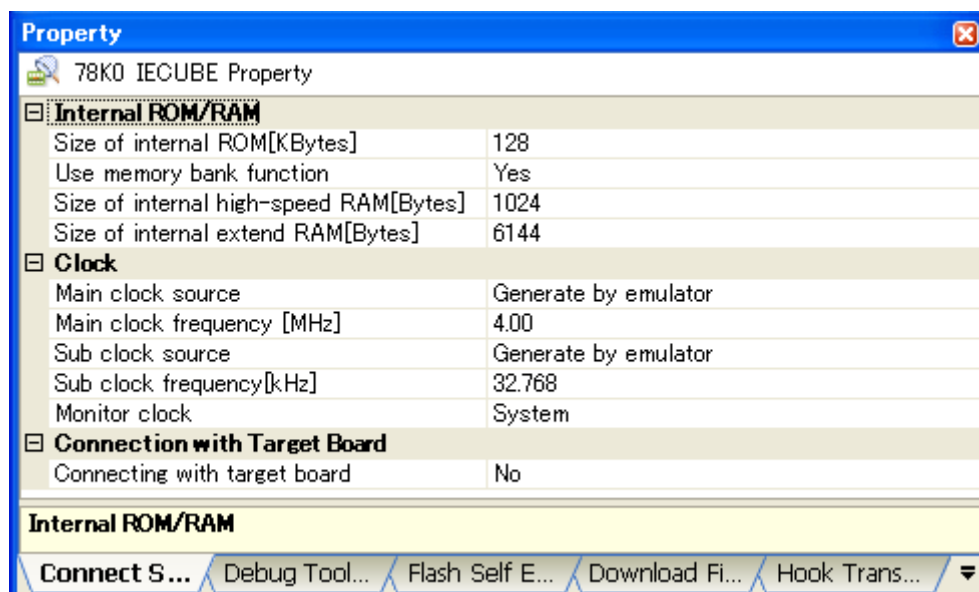 Property
78K0 IECUBE Property
Internal ROM/RAM
Size of internal ROM[KBytes] 128
Use memory bank function Yes
Size of internal high-speed RAM[Bytes] 1024
Size of internal extend RAM[Bytes] 6144
Clock
Main clock source Generate by emulator
Main clock frequency [MHz] 4.00
Sub clock source Generate by emulator
Sub clock frequency[kHz] 32.768
Monitor clock System
Connection with Target Board
Connecting with target board No
Internal ROM/RAM
Connect S... Debug Tool... Flash Self E... Download Fi... Hook Trans...